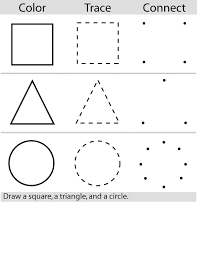 Color Trace Connect
Draw a square, a triangle, and a circle.